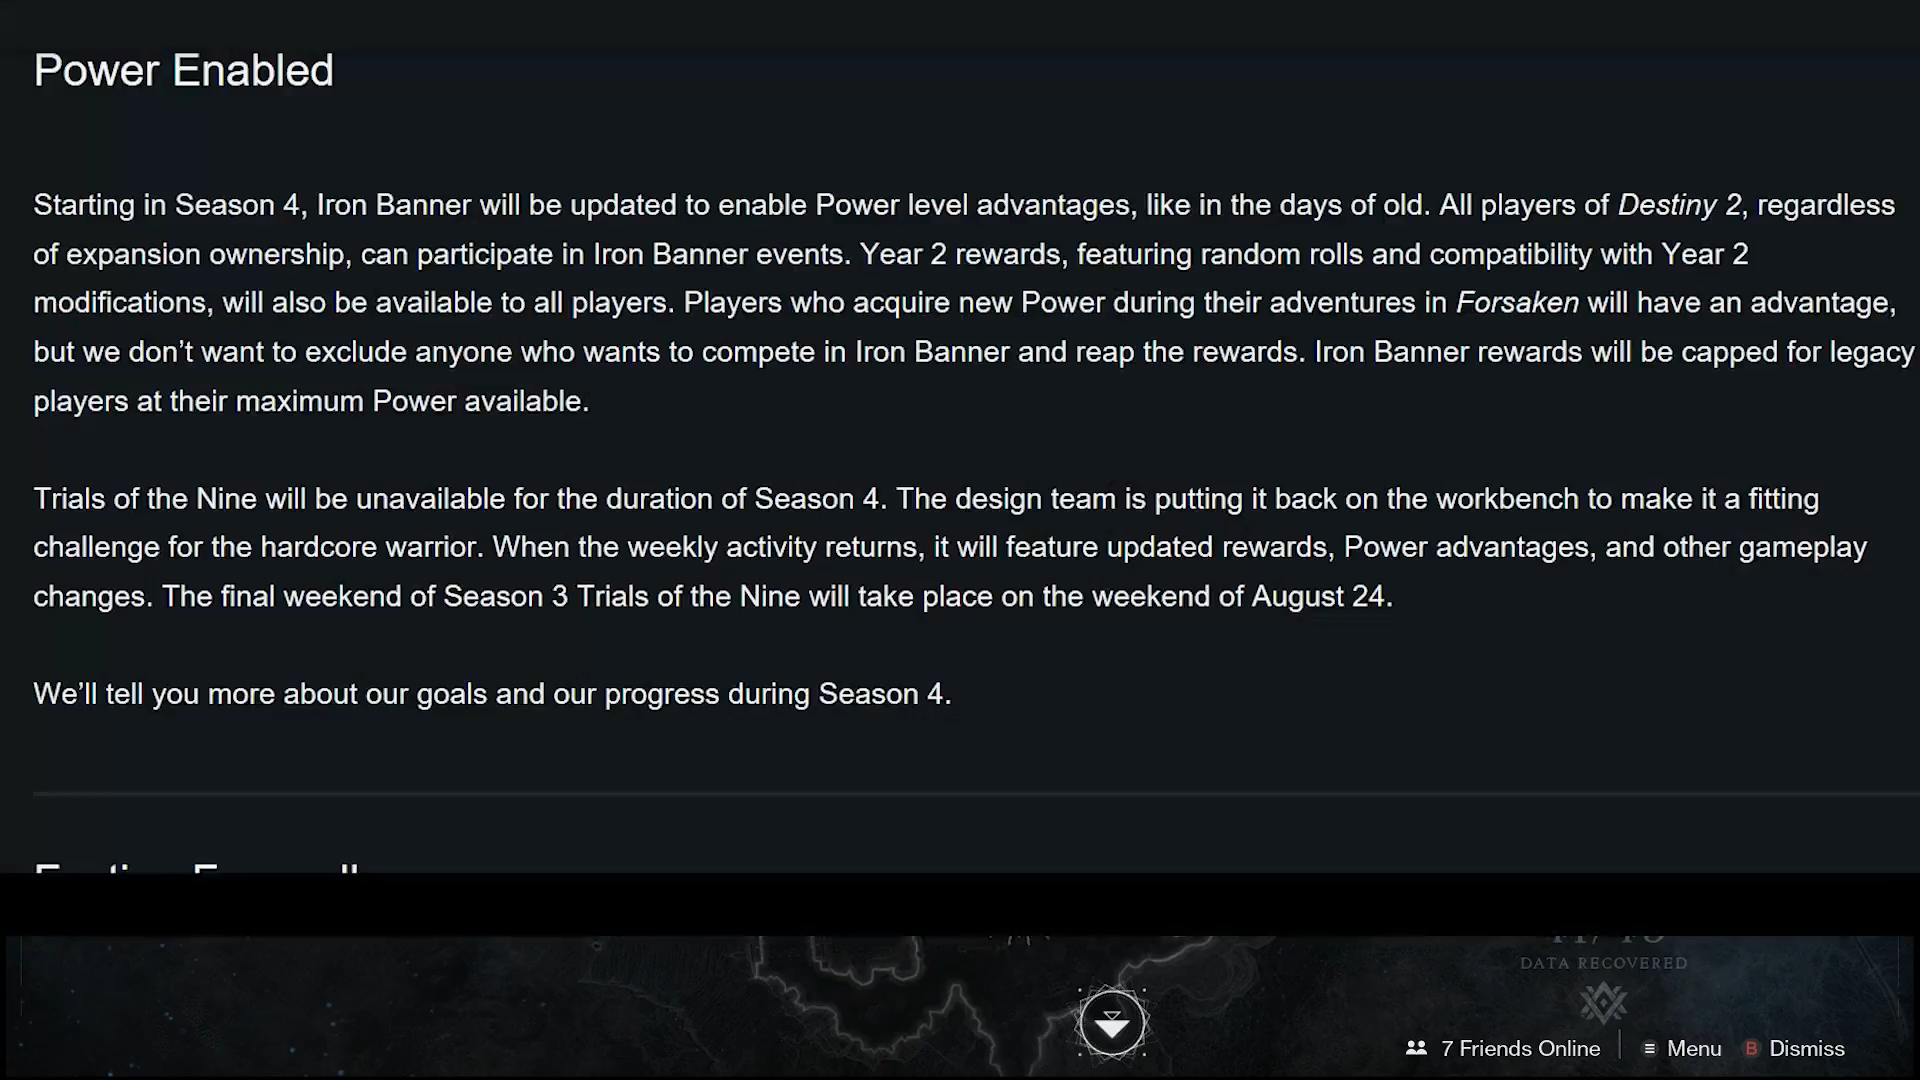 Power Enabled
Starting in Season 4, Iron Banner will be updated to enable Power level advantages, like in the days of old. All players of Destiny 2, regardless
of expansion ownership, can participate in Iron Banner events. Year 2 rewards, featuring random rolls and compatibility with Year 2
modifications, will also be available to all players. Players who acquire new Power during their adventures in Forsaken will have an advantage,
but we don’t want to exclude anyone who wants to compete in Iron Banner and reap the rewards. Iron Banner rewards will be capped for legacy
players at their maximum Power available.
Trials of the Nine will be unavailable for the duration of Season 4. The design team is putting it back on the workbench to make it a fitting
challenge for the hardcore warrior. When the weekly activity returns, it will feature updated rewards, Power advantages, and other gameplay
changes. The final weekend of Season 3 Trials of the Nine will take place on the weekend of August 24.
We’ll tell you more about our goals and our progress during Season 4.
DATA RECOVERED
7 Friends Online
Menu
B Dismiss